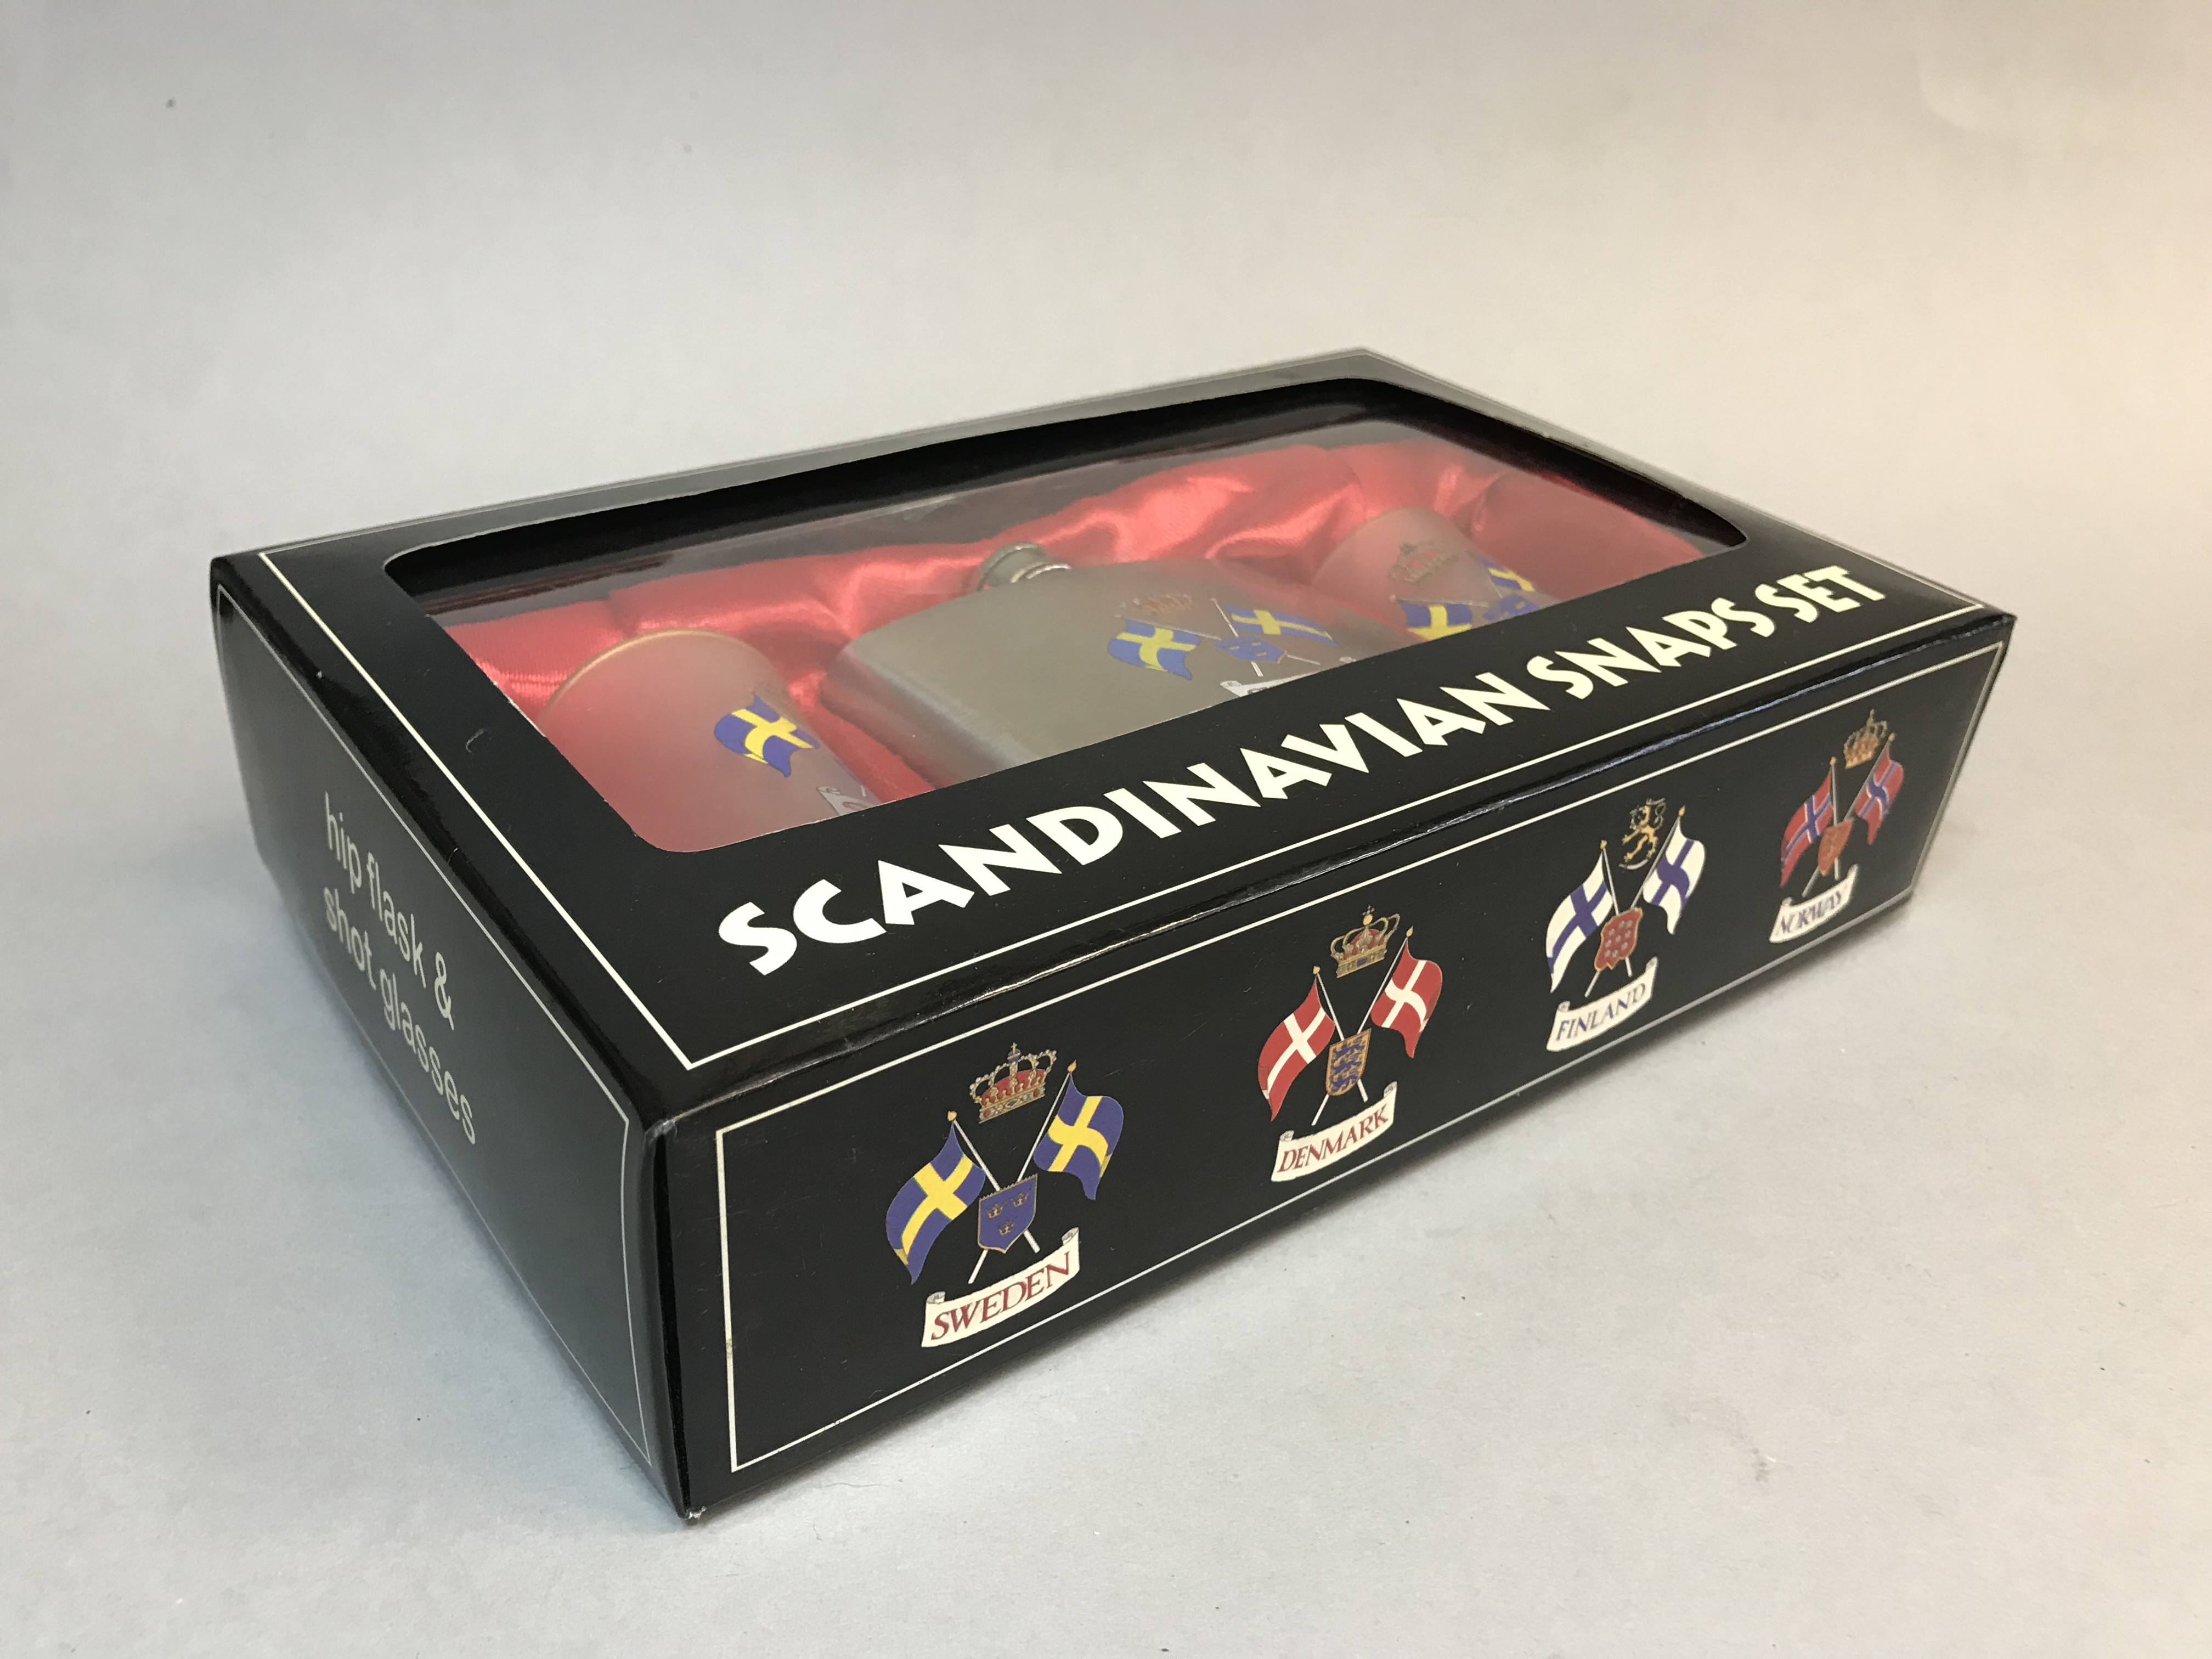 SCANDINAVIAN SNAPS SET
hip flask &
shot glasses
SWEDEN
DENMARK
FINLAND
NORWAY